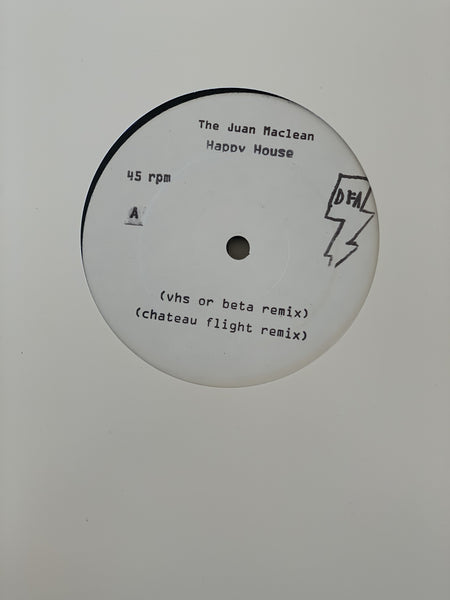 The Juan Maclean
Happy House
45 rpm
A
DFA
(vhs or beta remix)
(chateau flight remix)